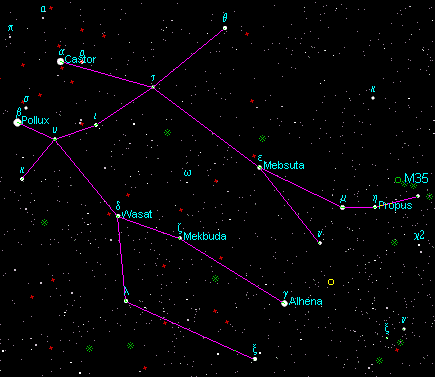 α
π
θ
α Castor
ρ
τ
κ
σ
β Pollux
ι
υ
ε Mebsuta
ω
κ
M35
μ
η Propus
δ Wasat
ζ Mekbuda
ν
χ2
λ
γ Alhena
ξ
ξ
ν